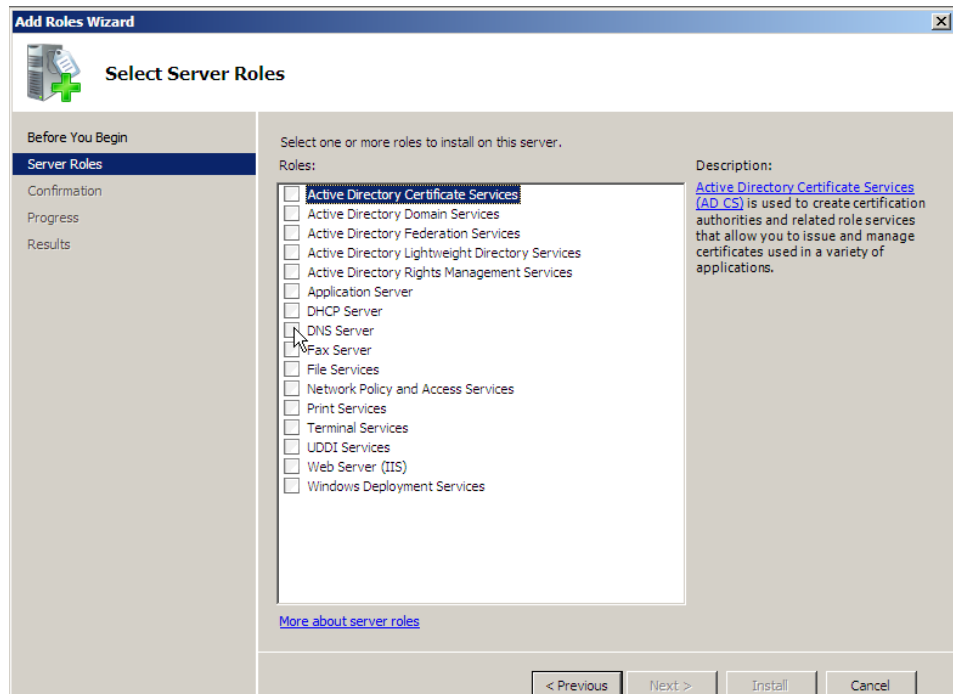 Add Roles Wizard
Select Server Roles
Before You Begin
Server Roles
Confirmation
Progress
Results
Select one or more roles to install on this server.
Roles:
Active Directory Certificate Services
Active Directory Domain Services
Active Directory Federation Services
Active Directory Lightweight Directory Services
Active Directory Rights Management Services
Application Server
DHCP Server
DNS Server
Fax Server
File Services
Network Policy and Access Services
Print Services
Terminal Services
UDDI Services
Web Server (IIS)
Windows Deployment Services
More about server roles
Description:
Active Directory Certificate Services
(AD CS) is used to create certification
authorities and related role services
that allow you to issue and manage
certificates used in a variety of
applications.
< Previous
Next >
Install
Cancel